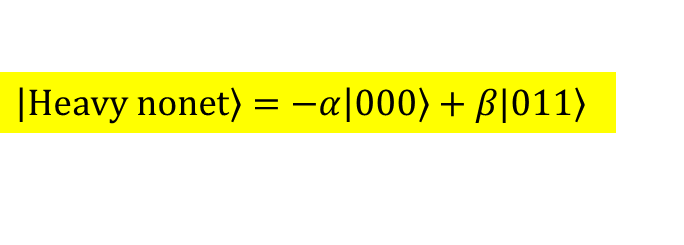 |Heavy nonet⟩ = −𝛼|000⟩ + 𝛽|011⟩